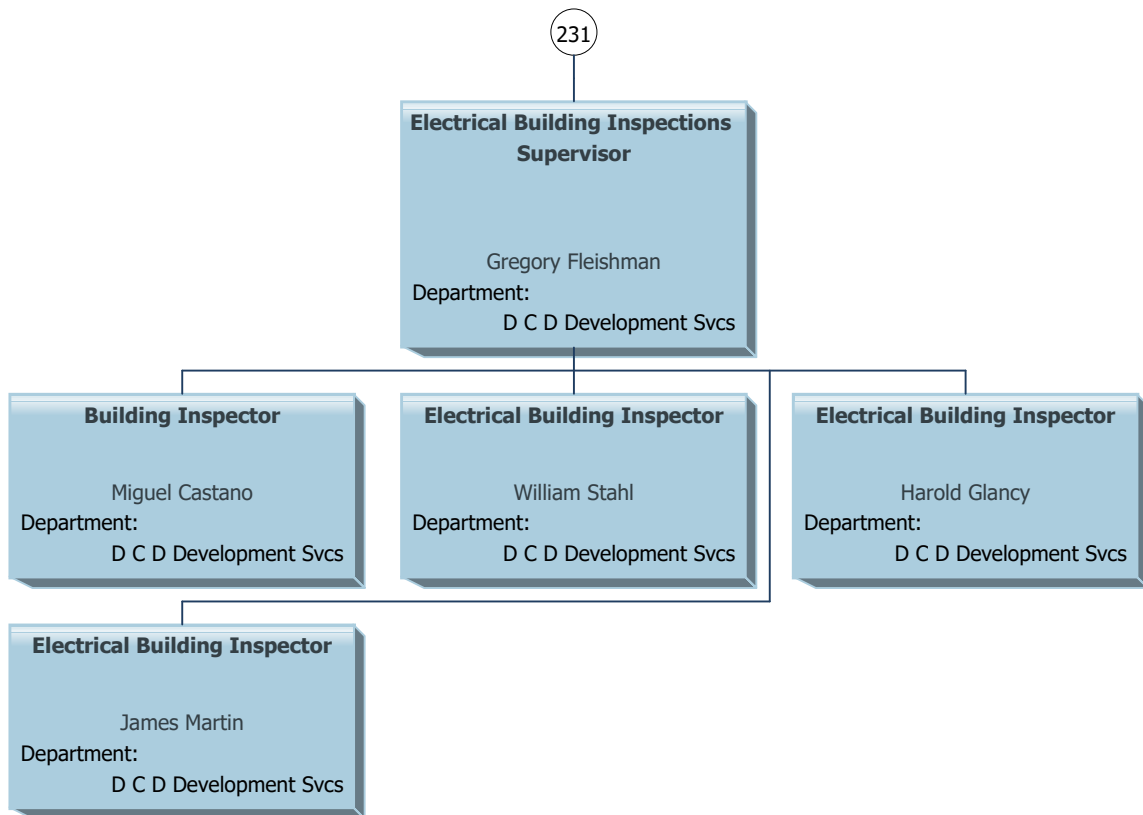 231
Electrical Building Inspections
Supervisor
Gregory Fleishman
Department:
D C D Development Svcs
Building Inspector
Miguel Castano
Department:
D C D Development Svcs
Electrical Building Inspector
William Stahl
Department:
D C D Development Svcs
Electrical Building Inspector
Harold Glancy
Department:
D C D Development Svcs
Electrical Building Inspector
James Martin
Department:
D C D Development Svcs